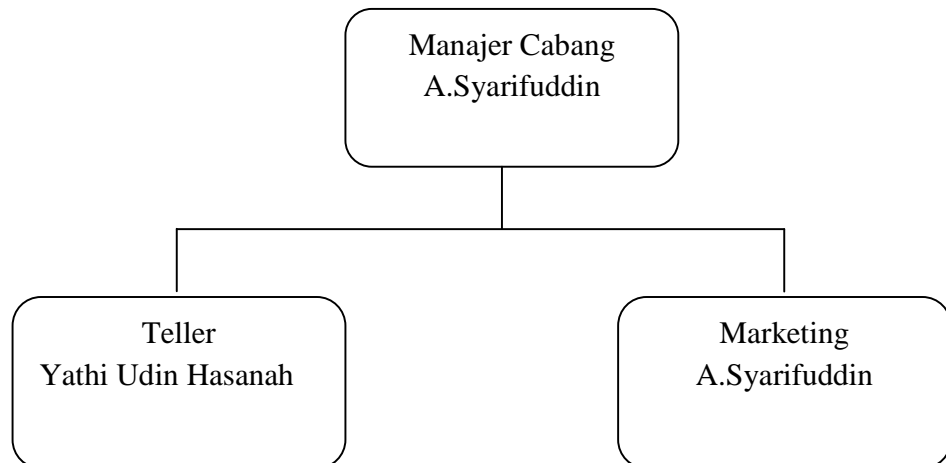 Manajer Cabang
A.Syarifuddin
Teller
Yathi Udin Hasanah
Marketing
A.Syarifuddin